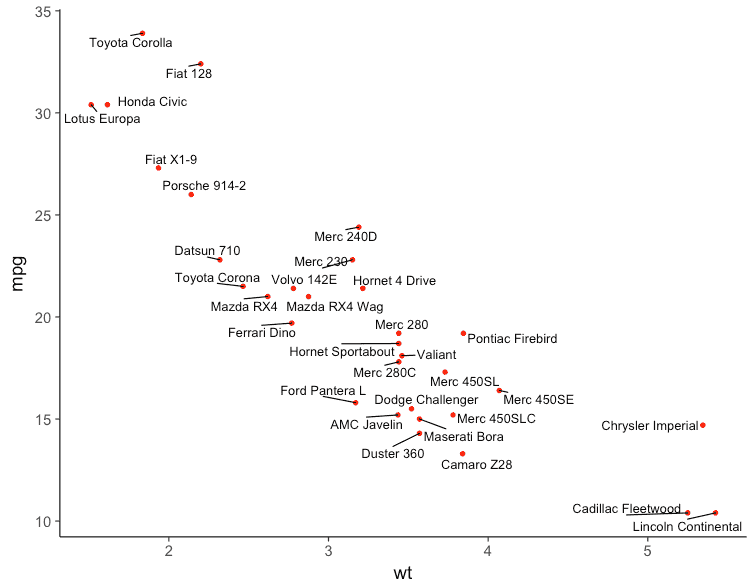 35
Toyota Corolla
Fiat 128
30
Honda Civic
Lotus Europa
Fiat X1-9
Porsche 914-2
25
Merc 240D
Datsun 710
Merc 230
Toyota Corona
Volvo 142E
Hornet 4 Drive
mpg
Mazda RX4
Mazda RX4 Wag
20
Merc 280
Ferrari Dino
Pontiac Firebird
Hornet Sportabout
Valiant
Merc 280C
Merc 450SL
Ford Pantera L
Dodge Challenger
Merc 450SE
15
AMC Javelin
Merc 450SLC
Chrysler Imperial
Maserati Bora
Duster 360
Camaro Z28
Cadillac Fleetwood
10
Lincoln Continental
2
3
4
5
wt